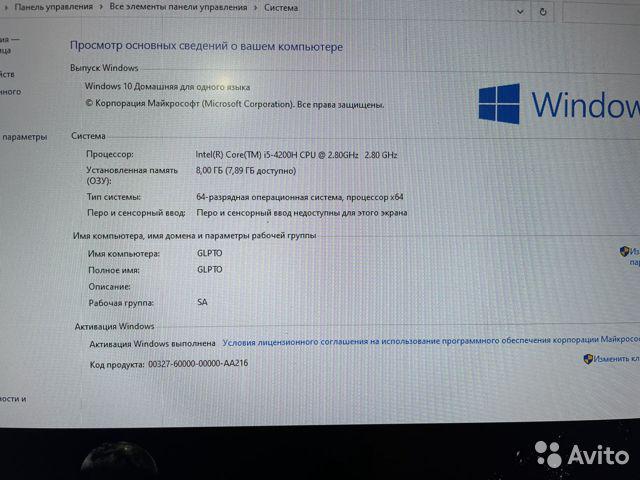 Панель управления > Все элементы панели управления > Система
ия —
ица
Просмотр основных сведений о вашем компьютере
йств
Выпуск Windows
Windows 10 Домашняя для одного языка
нного
© Корпорация Майкрософт (Microsoft Corporation). Все права защищены.
Window
параметры
Система
Процессор: Intel(R) Core(TM) i5-4200H CPU @ 2.80GHz 2.80 GHz
Установленная память (ОЗУ): 8,00 ГБ (7,89 ГБ доступно)
Тип системы: 64-разрядная операционная система, процессор x64
Перо и сенсорный ввод: Перо и сенсорный ввод недоступны для этого экрана
Имя компьютера, имя домена и параметры рабочей группы
Имя компьютера: GLPTO
Из
пар
Полное имя: GLPTO
Описание:
Рабочая группа: SA
Активация Windows
Активация Windows выполнена Условия лицензионного соглашения на использование программного обеспечения корпорации Майкросо
Код продукта: 00327-60000-00000-AA216
Изменить кл
ности и
Avito